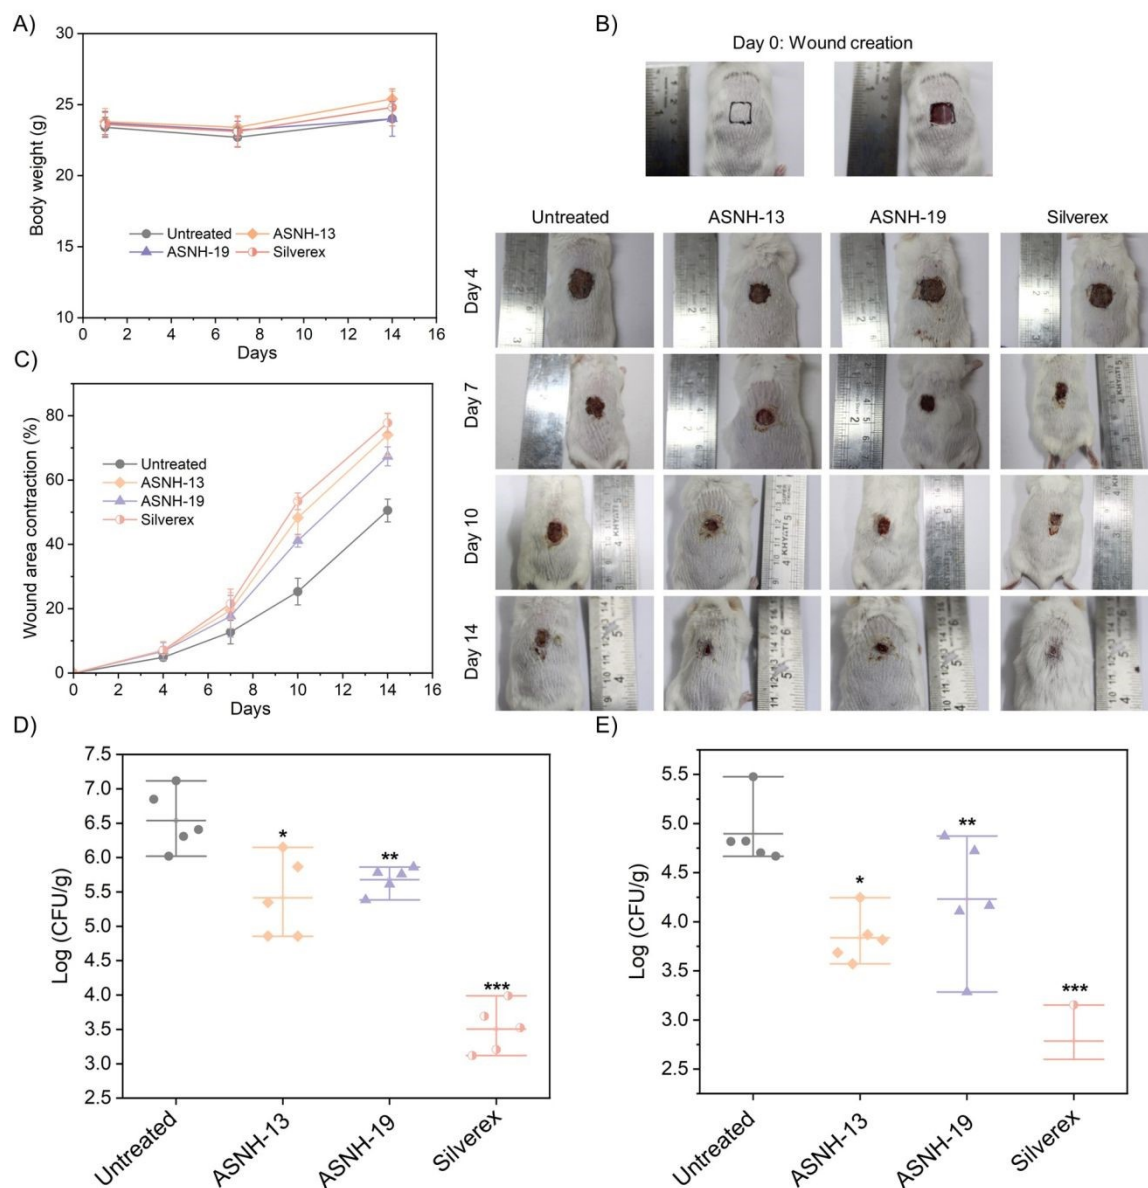 A)
30
25
20
15
10
Body weight (g)
Untreated
ASNH-13
ASNH-19
Silverex
0 2 4 6 8 10 12 14 16
Days
B)
Day 0: Wound creation
Untreated ASNH-13 ASNH-19 Silverex
Day 4
Day 7
Day 10
Day 14
C)
80
60
40
20
0
Wound area contraction (%)
Untreated
ASNH-13
ASNH-19
Silverex
0 2 4 6 8 10 12 14 16
Days
D)
7.5
7.0
6.5
6.0
5.5
5.0
4.5
4.0
3.5
3.0
2.5
Log (CFU/g)
*
**
***
Untreated ASNH-13 ASNH-19 Silverex
E)
5.5
5.0
4.5
4.0
3.5
3.0
2.5
Log (CFU/g)
*
**
***
Untreated ASNH-13 ASNH-19 Silverex